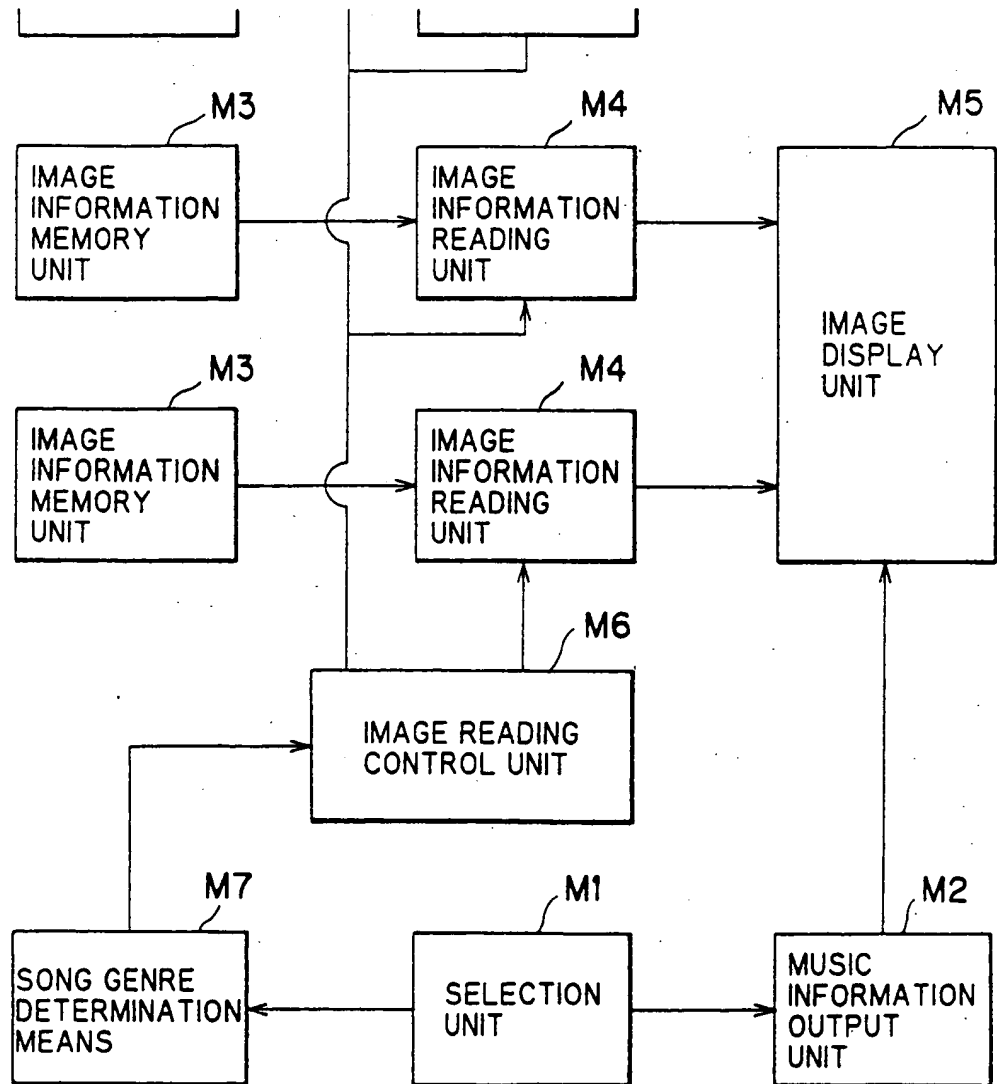 M3
M4
M5
IMAGE
INFORMATION
MEMORY
UNIT
IMAGE
INFORMATION
READING
UNIT
IMAGE
DISPLAY
UNIT
M3
M4
IMAGE
INFORMATION
MEMORY
UNIT
IMAGE
INFORMATION
READING
UNIT
M6
IMAGE READING
CONTROL UNIT
M7
M1
M2
SONG GENRE
DETERMINATION
MEANS
SELECTION
UNIT
MUSIC
INFORMATION
OUTPUT
UNIT